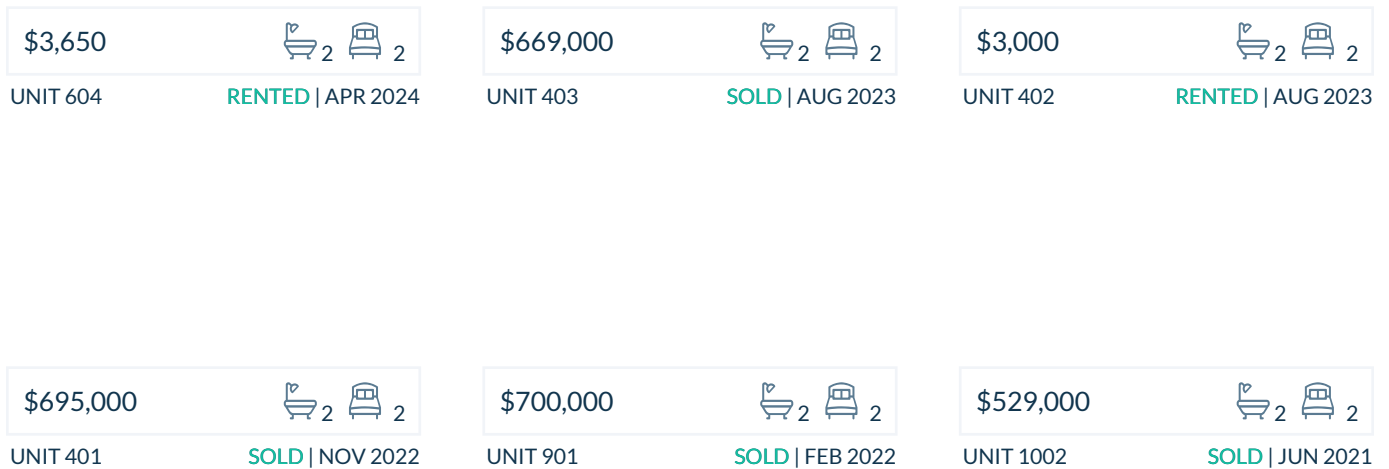 $3,650 2 2
UNIT 604 RENTED | APR 2024
$669,000 2 2
UNIT 403 SOLD | AUG 2023
$3,000 2 2
UNIT 402 RENTED | AUG 2023
$695,000 2 2
UNIT 401 SOLD | NOV 2022
$700,000 2 2
UNIT 901 SOLD | FEB 2022
$529,000 2 2
UNIT 1002 SOLD | JUN 2021